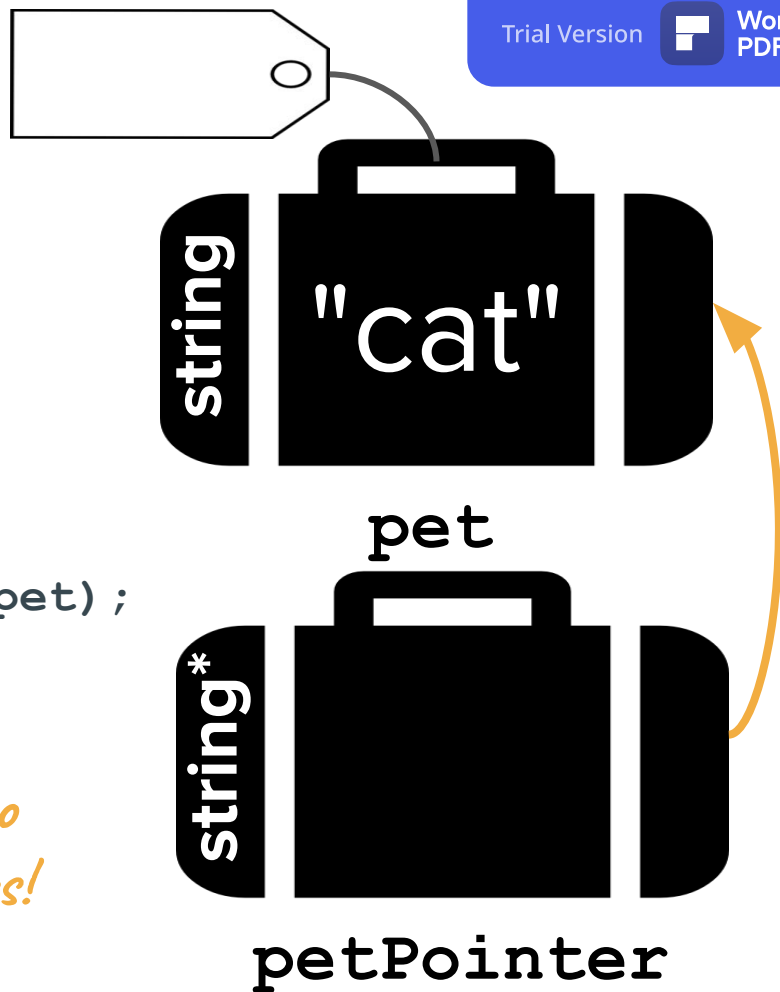 Trial Version
string
"cat"
pet
pet);
string*
petPointer